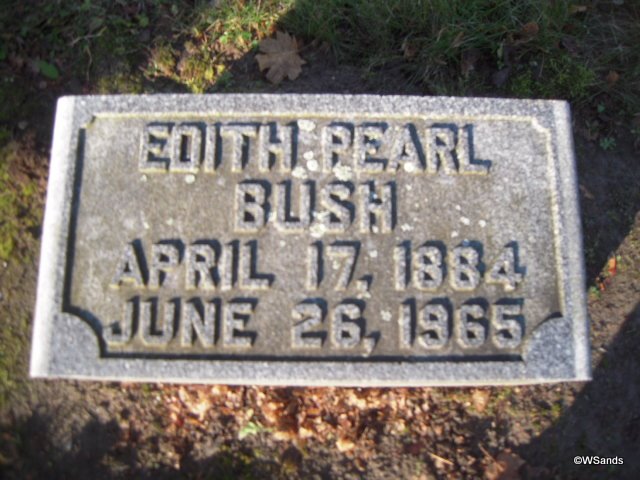 EDITH PEARL
BUSH
APRIL 17, 1884
JUNE 26, 1965
©WSands